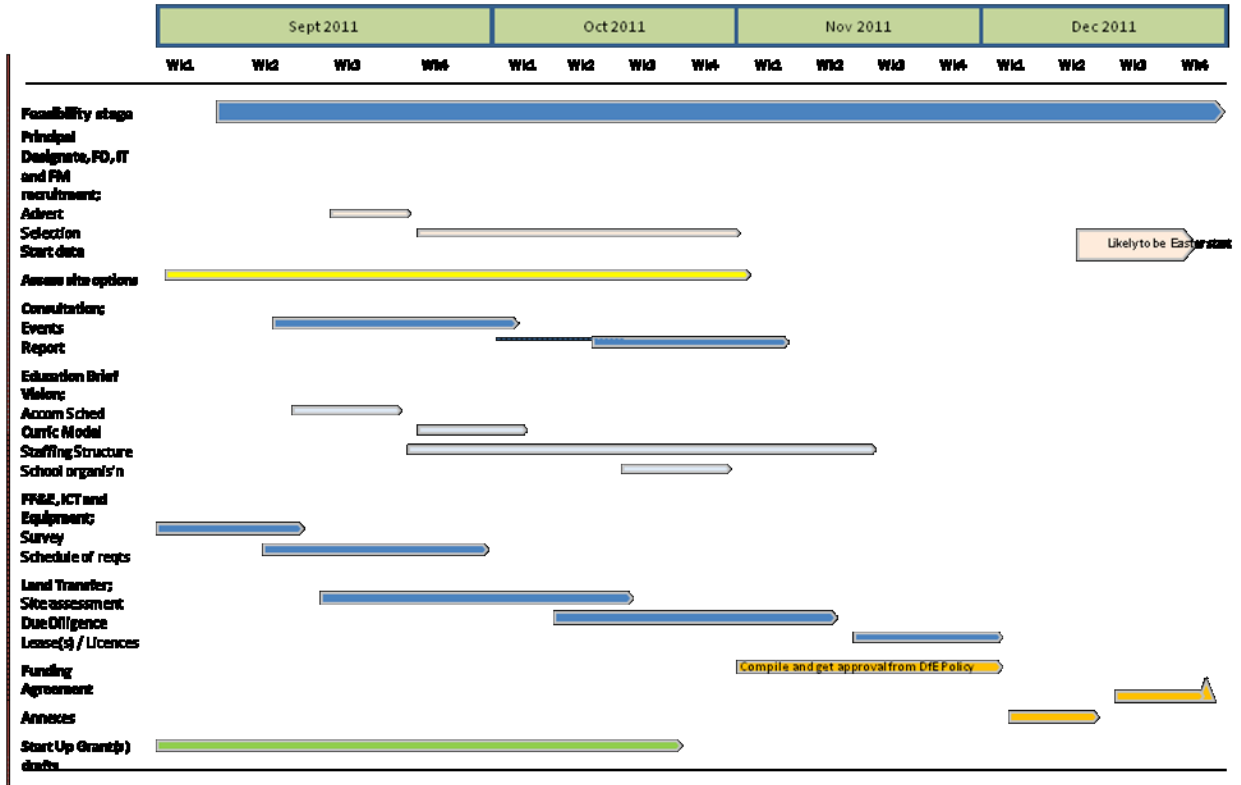 Sept 2011 Oct 2011 Nov 2011 Dec 2011
Wk1 Wk2 Wk3 Wk4 Wk1 Wk2 Wk3 Wk4 Wk1 Wk2 Wk3 Wk4 Wk1 Wk2 Wk3 Wk4
Feasibility stage
Principal
Designate, FD, IT
and FM
recruitment;
Advert
Selection
Start date
Likely to be Easter start
Assess site options
Consultation;
Events
Report
Education Brief
Vision;
Accom Sched
Curric Model
Staffing Structure
School organis'n
FF&E, ICT and
Equipment;
Survey
Schedule of reqts
Land Transfer;
Site assessment
Due Diligence
Lease(s) / Licences
Funding
Agreement
Compile and get approval from DfE Policy
Annexes
Start Up Grant(s)
drafts